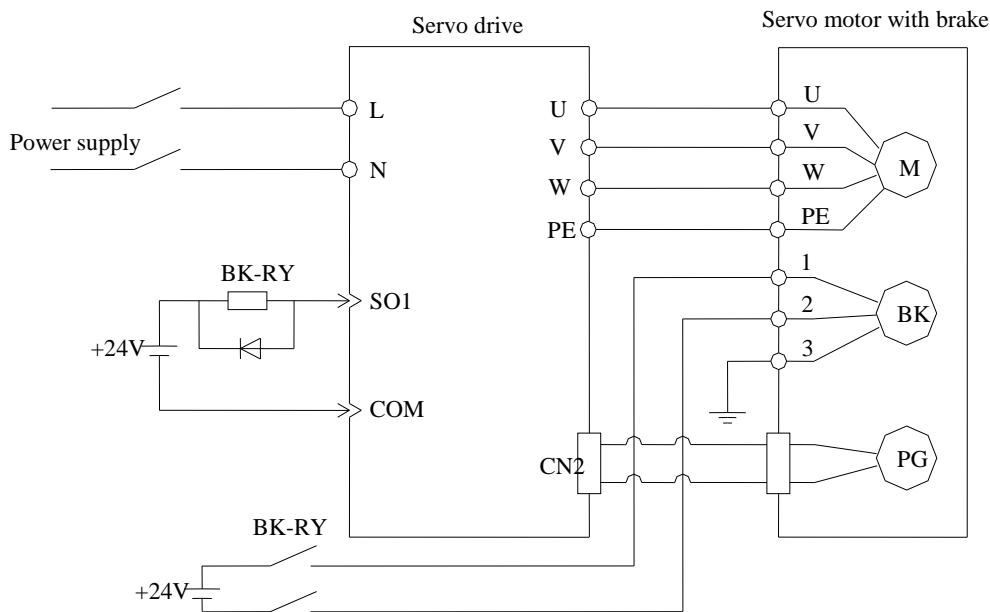 Servo drive
Servo motor with brake
L
U
U
Power supply
V
V
N
W
W
M
PE
PE
BK-RY
1
SO1
2
BK
+24V
3
COM
CN2
PG
BK-RY
+24V